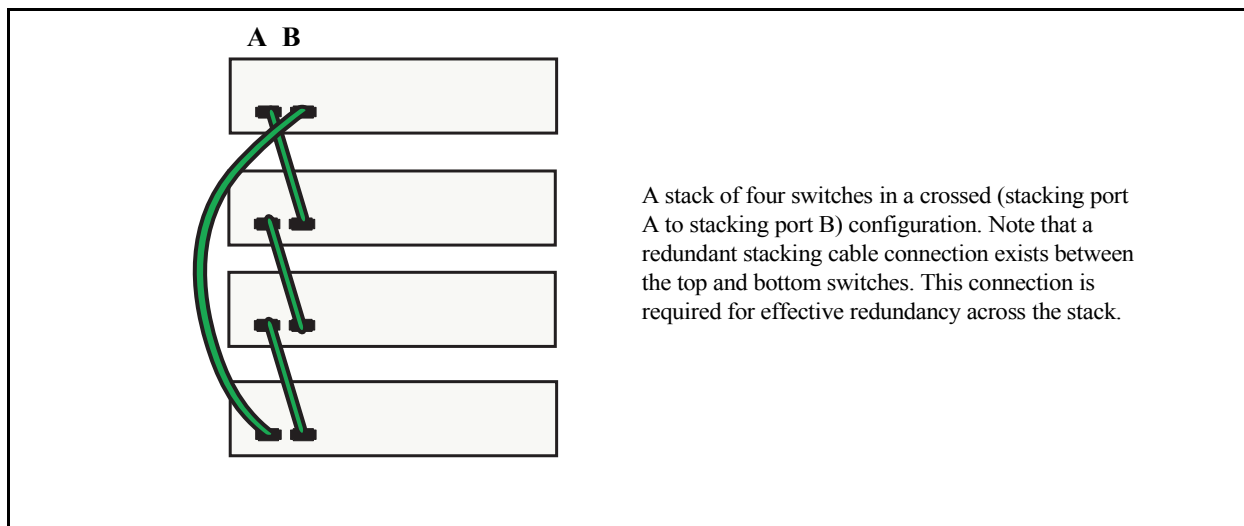 A B
A stack of four switches in a crossed (stacking port
A to stacking port B) configuration. Note that a
redundant stacking cable connection exists between
the top and bottom switches. This connection is
required for effective redundancy across the stack.